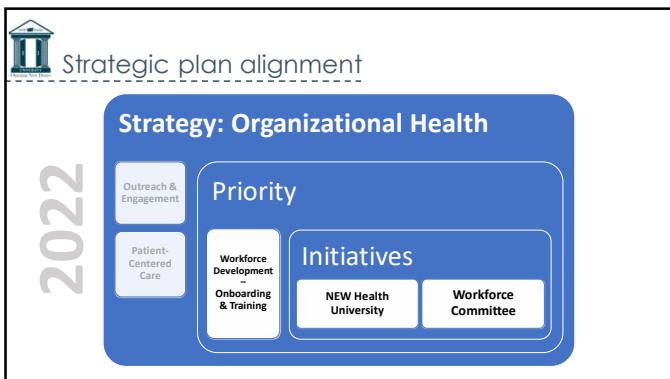 UNIVERSITY
Strategic plan alignment
2022
Strategy: Organizational Health
Outreach &
Engagement
Patient-
Centered
Care
Priority
Workforce
Development
–
Onboarding
& Training
Initiatives
NEW Health
University
Workforce
Committee